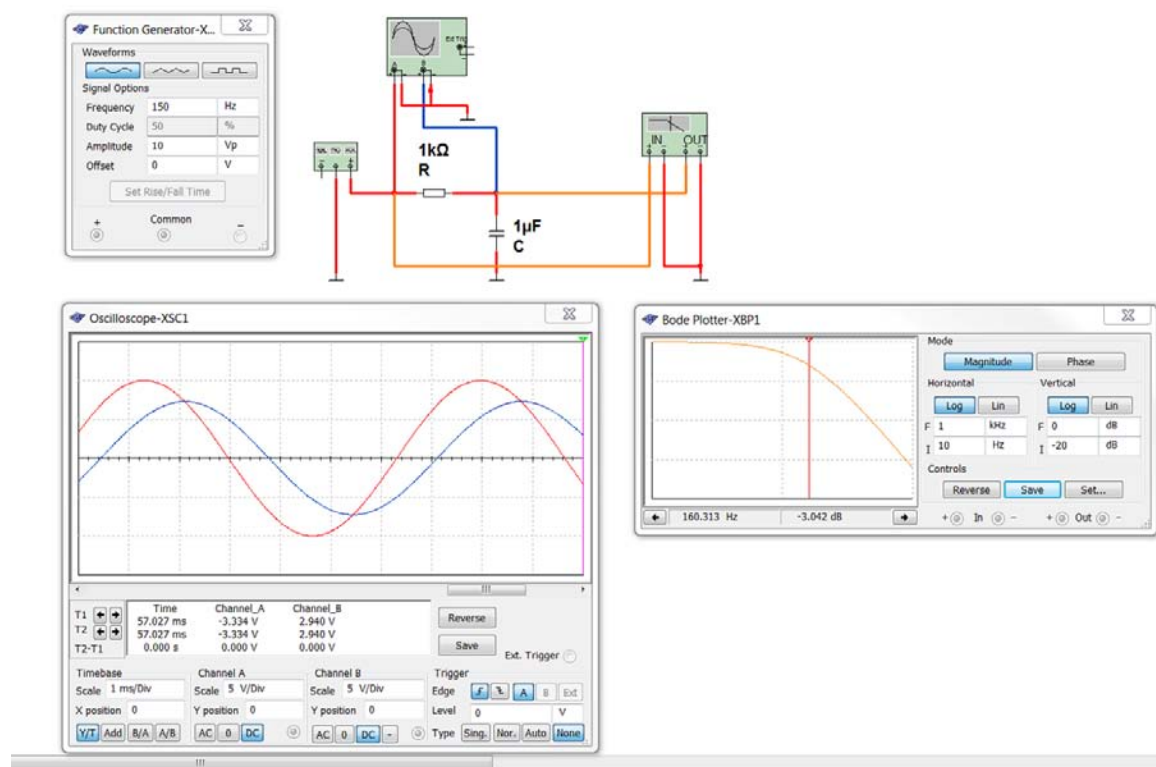 Function Generator-X...
Waveforms
Signal Options
Frequency 150 Hz
Duty Cycle 50 %
Amplitude 10 Vp
Offset 0 V
Set Rise/Fall Time
+ Common -
EXT TRIG
A B
1kΩ
R
1µF
C
IN OUT
Oscilloscope-XSC1
Time Channel_A Channel_B
T1 57.027 ms -3.334 V 2.940 V
T2 57.027 ms -3.334 V 2.940 V
T2-T1 0.000 s 0.000 V 0.000 V
Reverse
Save
Ext. Trigger
Timebase Channel A Channel B Trigger
Scale 1 ms/Div Scale 5 V/Div Scale 5 V/Div Edge A B Ext
X position 0 Y position 0 Y position 0 Level 0 V
Y/T Add B/A A/B AC 0 DC AC 0 DC - Type Sing. Nor. Auto None
Bode Plotter-XBP1
Mode
Magnitude Phase
Horizontal Vertical
Log Lin Log Lin
F 1 kHz F 0 dB
I 10 Hz I -20 dB
Controls
Reverse Save Set...
160.313 Hz -3.042 dB
+ In - + Out -